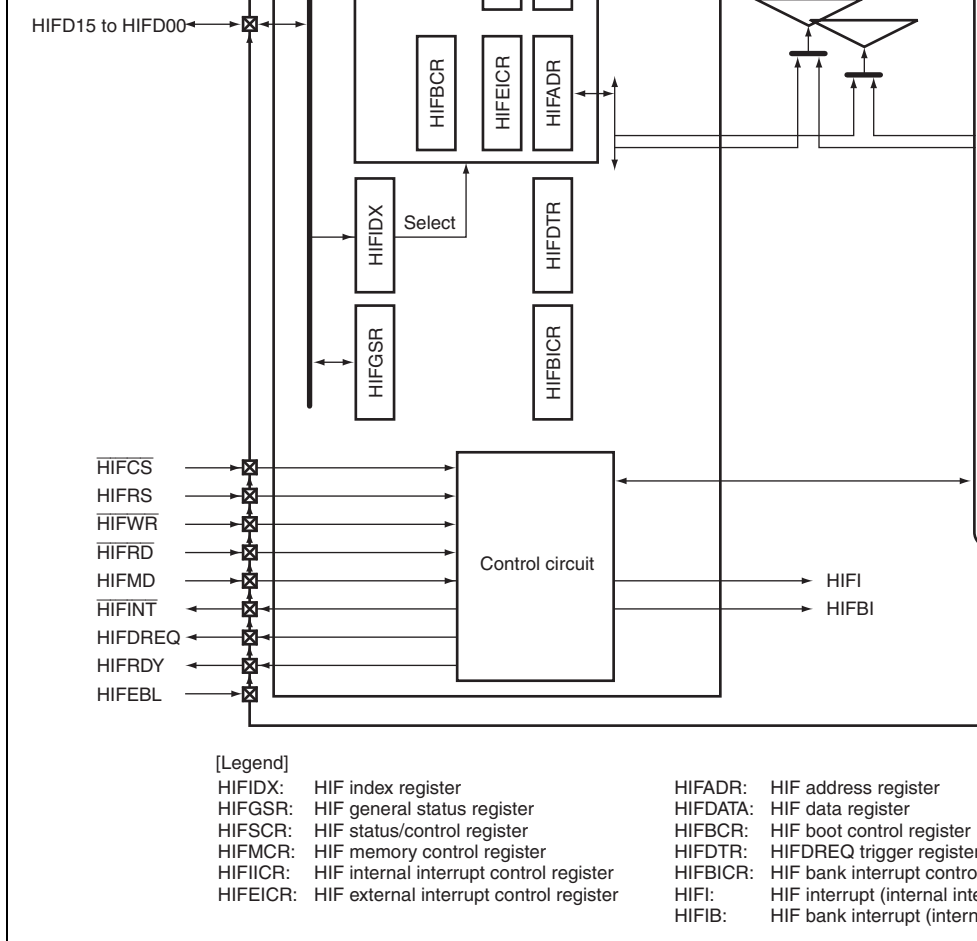 HIFD15 to HIFD00
HIFBCR
HIFEICR
HIFADR
HIFIDX
Select
HIFDTR
HIFGSR
HIFBICR
HIFCS
HIFRS
HIFWR
HIFRD
HIFMD
HIFINT
HIFDREQ
HIFRDY
HIFEBL
Control circuit
HIFI
HIFBI
[Legend]
HIFIDX: HIF index register
HIFGSR: HIF general status register
HIFSCR: HIF status/control register
HIFMCR: HIF memory control register
HIFIICR: HIF internal interrupt control register
HIFEICR: HIF external interrupt control register
HIFADR: HIF address register
HIFDATA: HIF data register
HIFBCR: HIF boot control register
HIFDTR: HIFDREQ trigger register
HIFBICR: HIF bank interrupt contro
HIFI: HIF interrupt (internal inte
HIFIB: HIF bank interrupt (intern